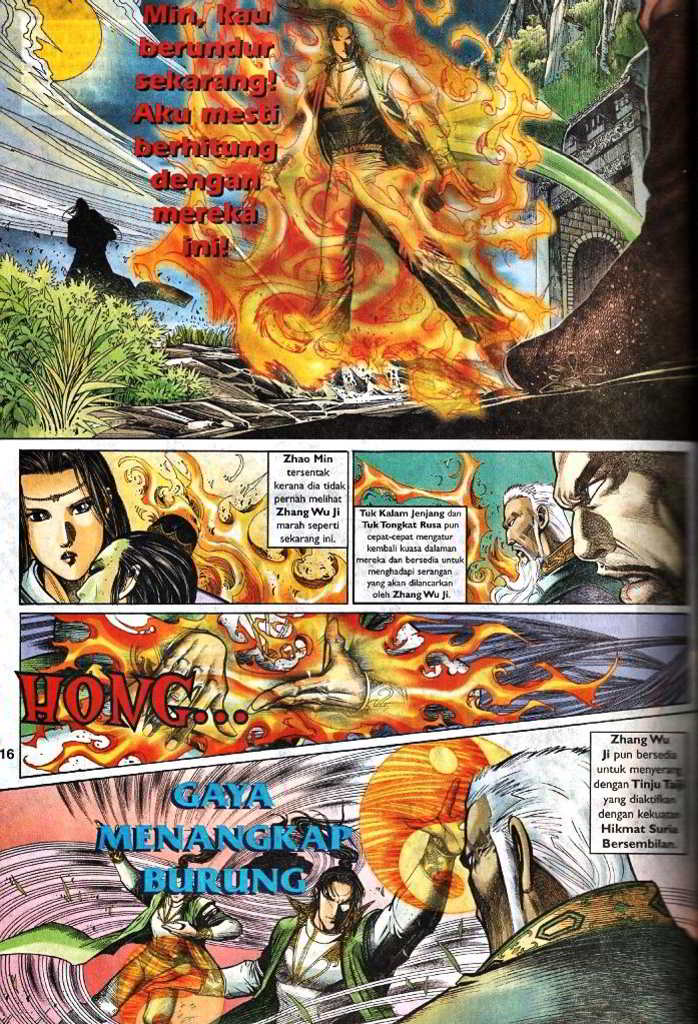 Min, kau
berundur
sekarang!
Aku mesti
berhitung
dengan
mereka
ini!
Zhao Min
tersentak
kerana dia tidak
pernah melihat
Zhang Wu Ji
marah seperti
sekarang ini.
Tuk Kalam Jenjang dan
Tuk Tongkat Rusa pun
cepat-cepat mengatur
kembali kuasa dalaman
mereka dan bersedia untuk
menghadapi serangan
yang akan dilancarkan
oleh Zhang Wu Ji.
HONG...
16
Zhang Wu
Ji pun bersedia
untuk menyerang
dengan Tinju Taiji
yang diaktifkan
dengan kekuatan
Hikmat Suria
Bersembilan.
GAYA
MENANGKAP
BURUNG